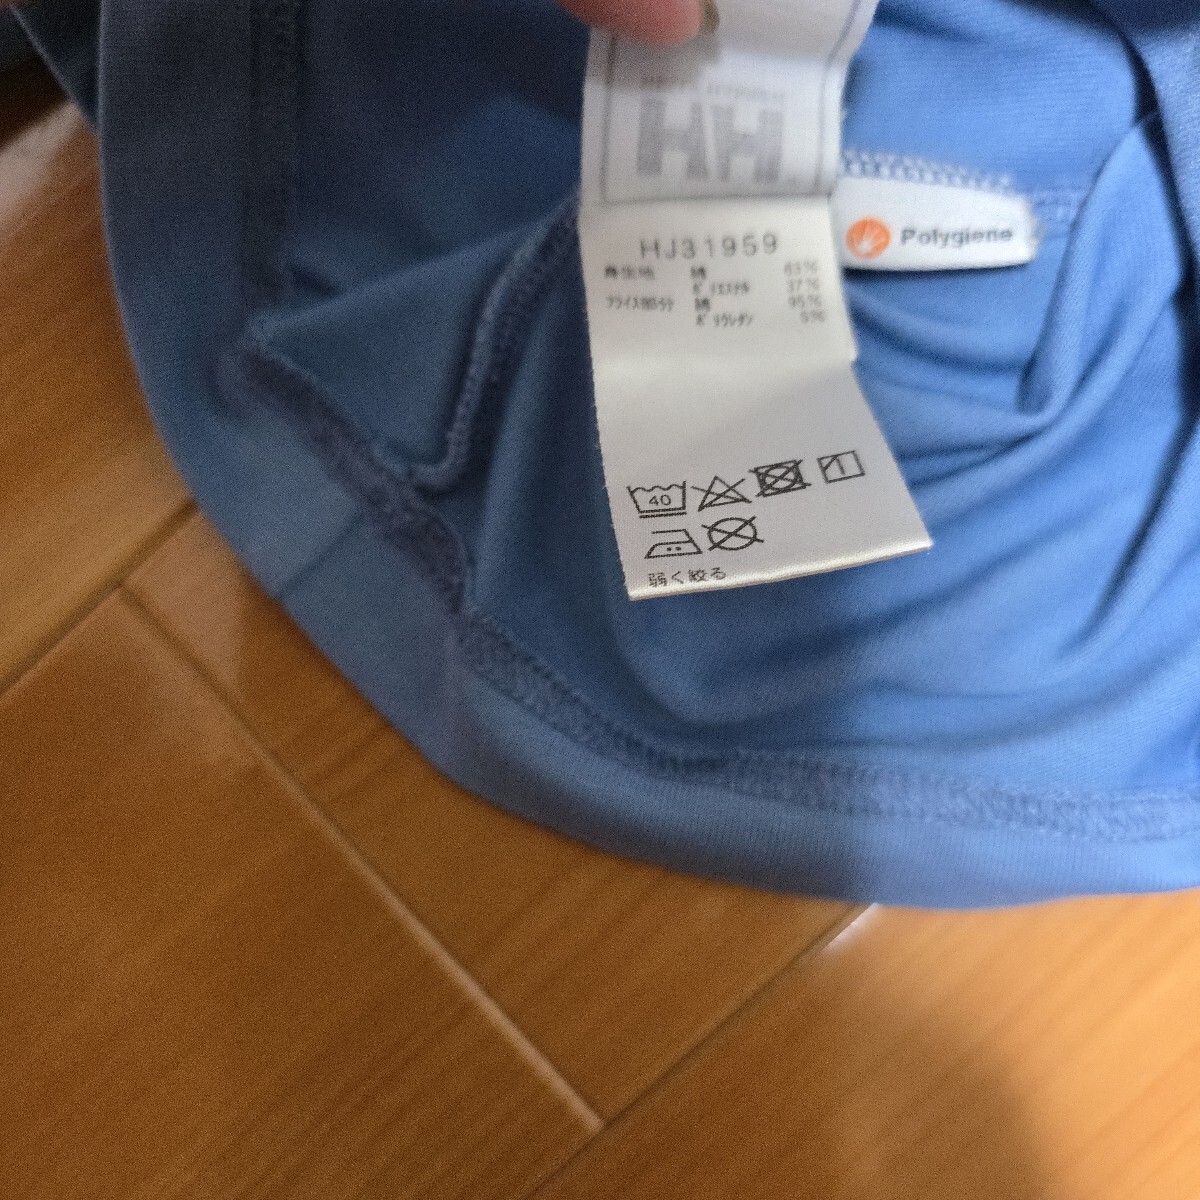 HH
HJ31959
身生地 綿 63%
ポリエステル 37%
フライス部分 綿 95%
ポリウレタン 5%
Polygiene
40
弱く絞る